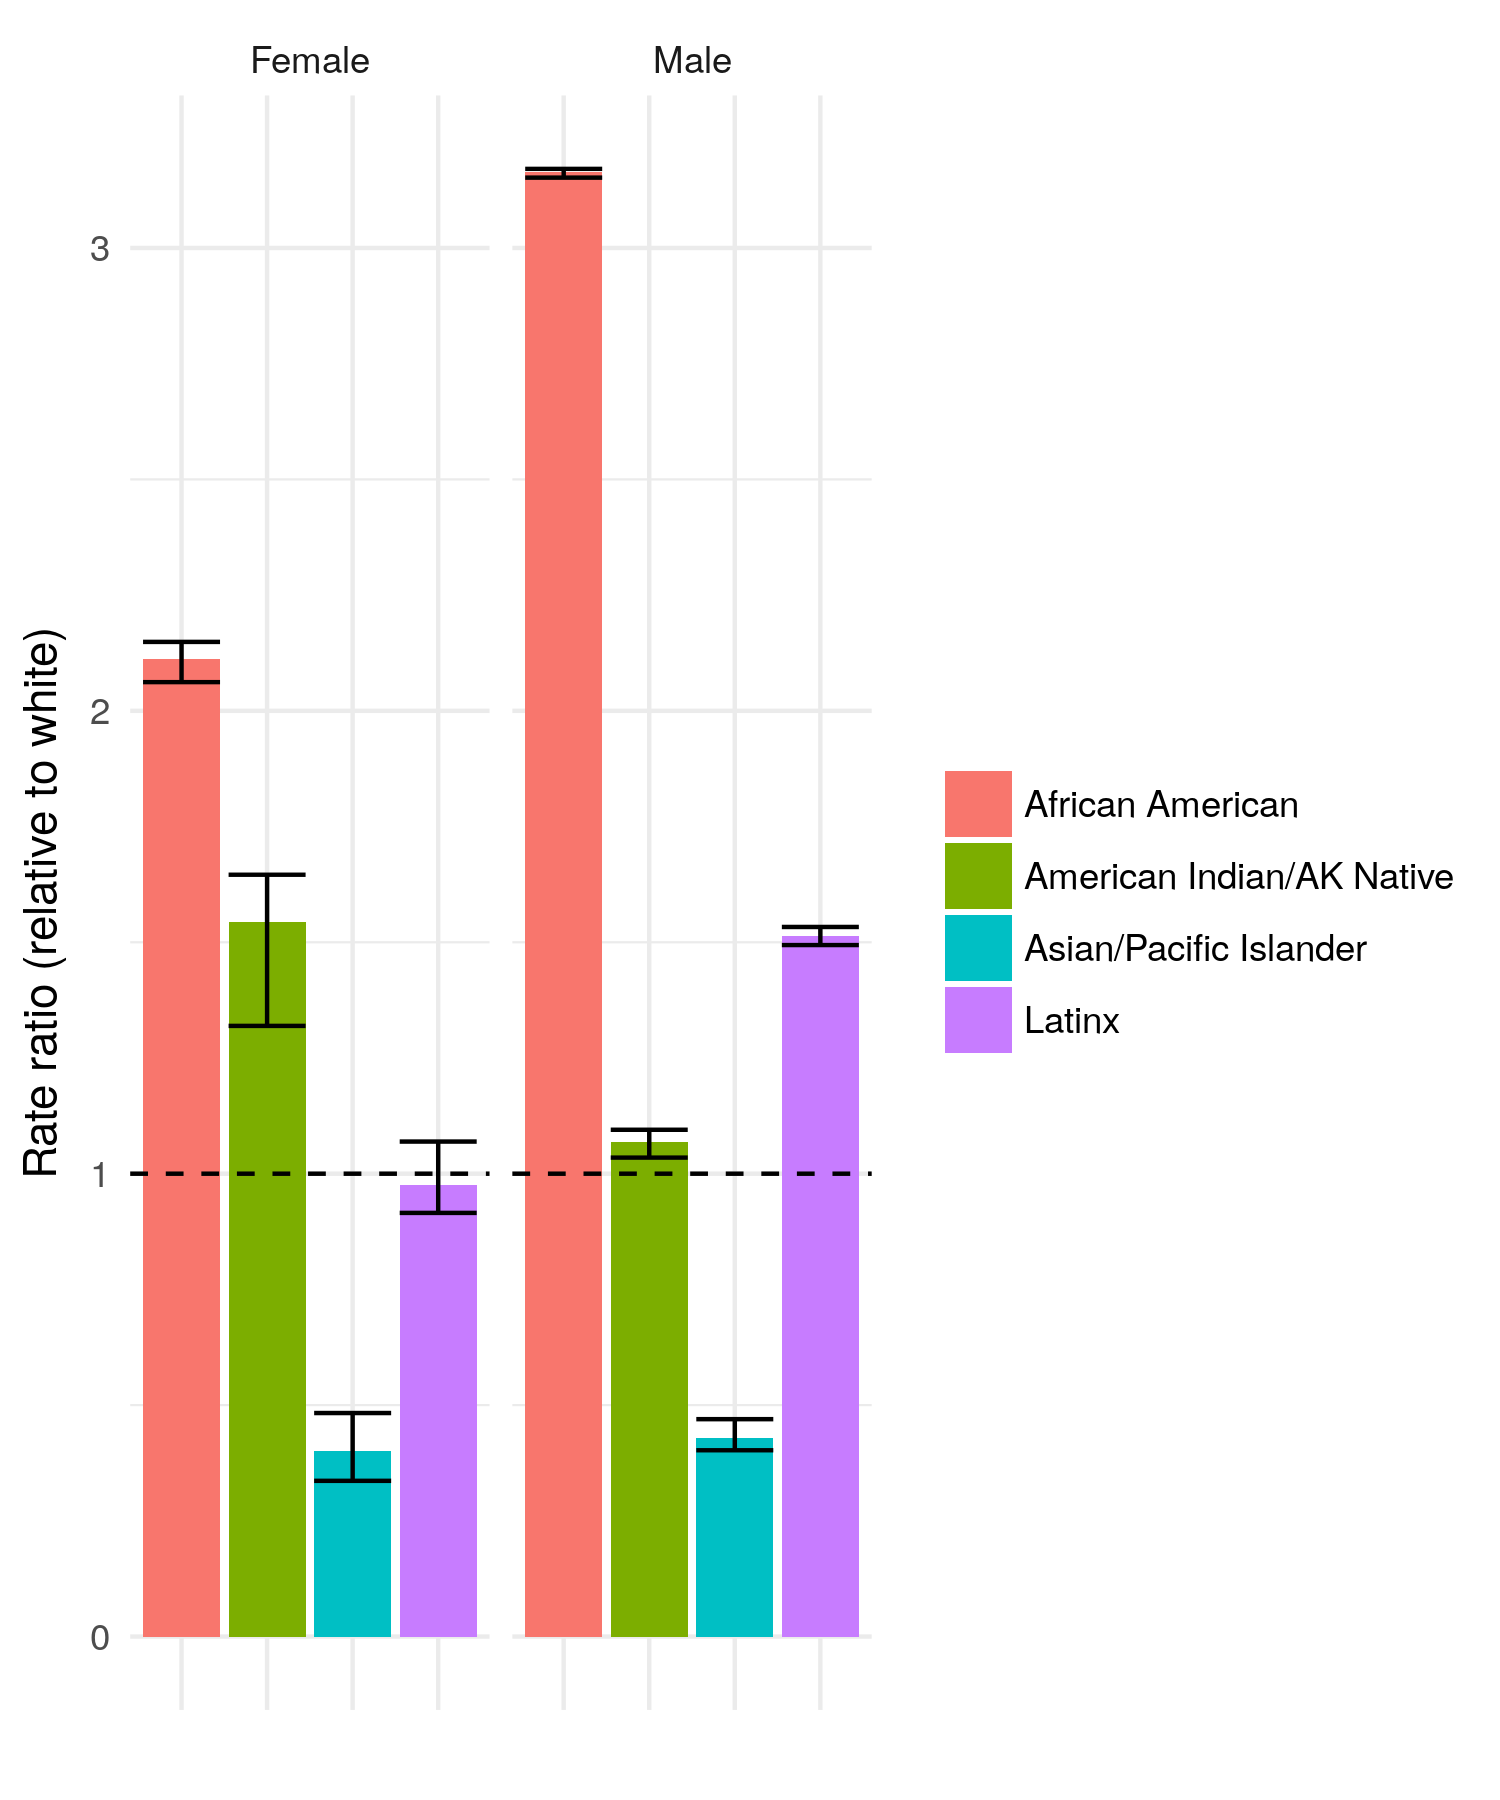 Female
Male
3
2
1
0
Rate ratio (relative to white)
African American
American Indian/AK Native
Asian/Pacific Islander
Latinx